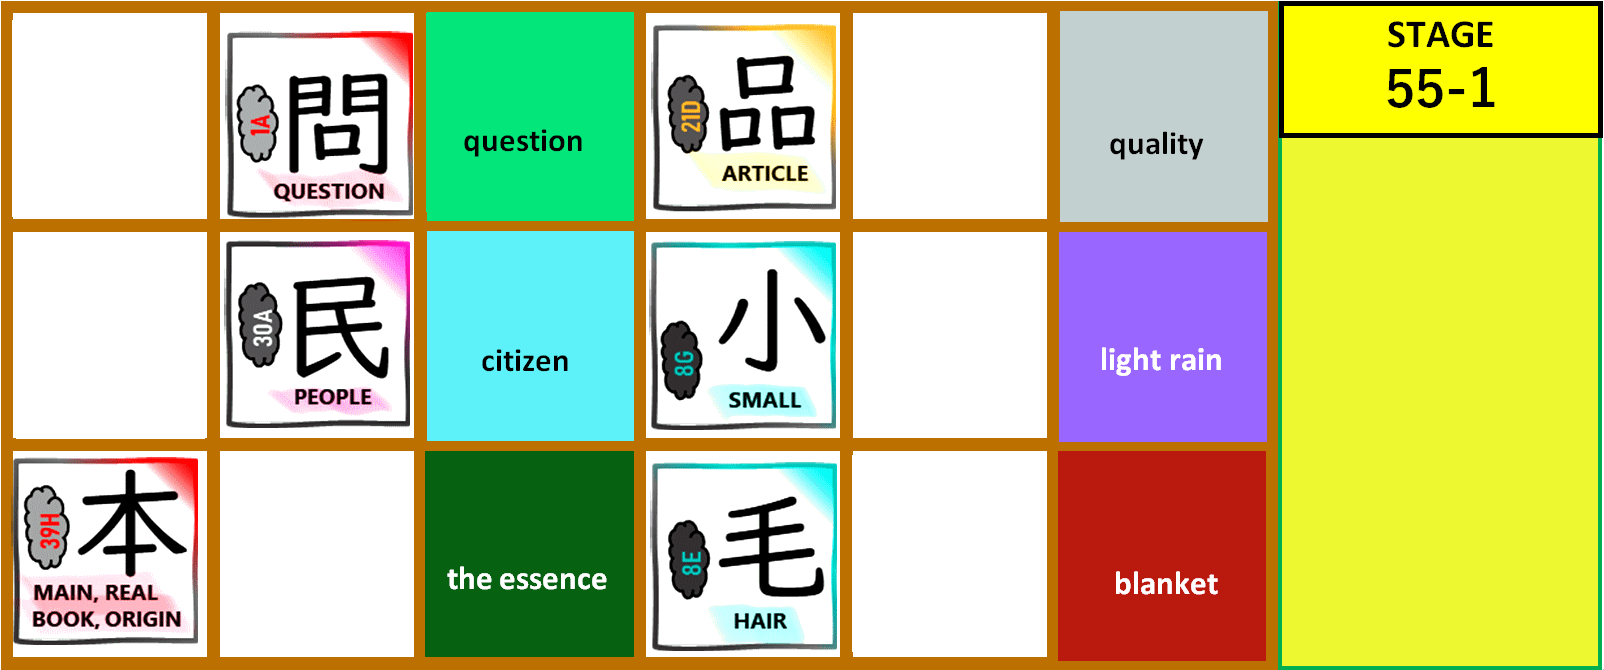 1A
問
QUESTION
question
21D
品
ARTICLE
quality
STAGE
55-1
30A
民
PEOPLE
citizen
8G
小
SMALL
light rain
39H
本
MAIN, REAL
BOOK, ORIGIN
the essence
8E
毛
HAIR
blanket